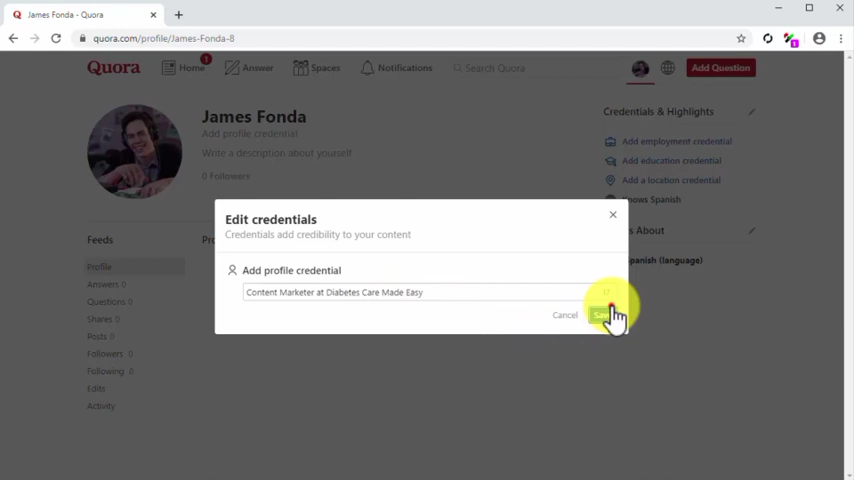 James Fonda - Quora
quora.com/profile/James-Fonda-8
1
Quora
Home
1
Answer
Spaces
Notifications
Search Quora
Add Question
James Fonda
Add profile credential
Write a description about yourself
0 Followers
Credentials & Highlights
Add employment credential
Add education credential
Add a location credential
Knows Spanish
s About
Spanish (language)
Feeds
Profile
Answers 0
Questions 0
Shares 0
Posts 0
Followers 0
Following 0
Edits
Activity
Edit credentials
Credentials add credibility to your content
Add profile credential
Content Marketer at Diabetes Care Made Easy
17
Cancel